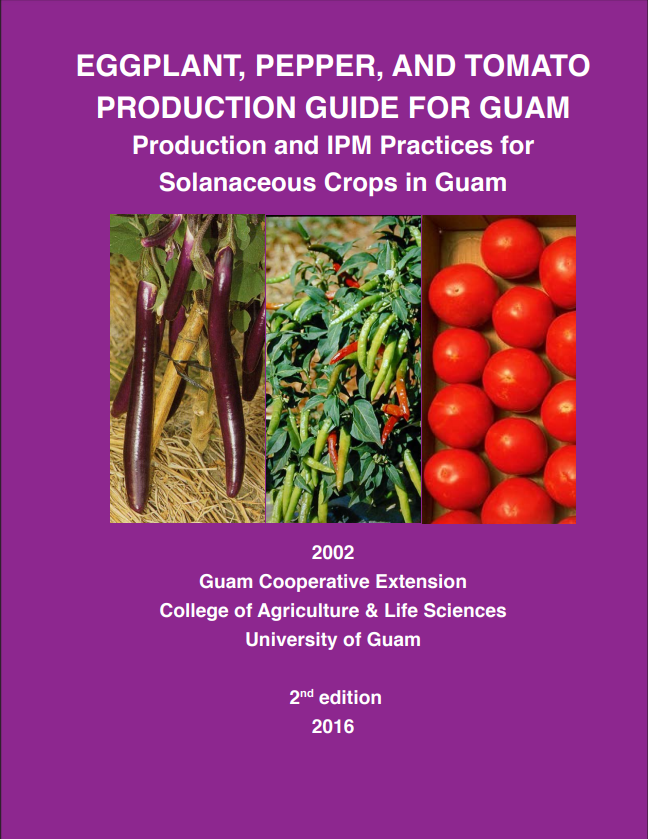 EGGPLANT, PEPPER, AND TOMATO
PRODUCTION GUIDE FOR GUAM
Production and IPM Practices for
Solanaceous Crops in Guam
2002
Guam Cooperative Extension
College of Agriculture & Life Sciences
University of Guam
2nd edition
2016